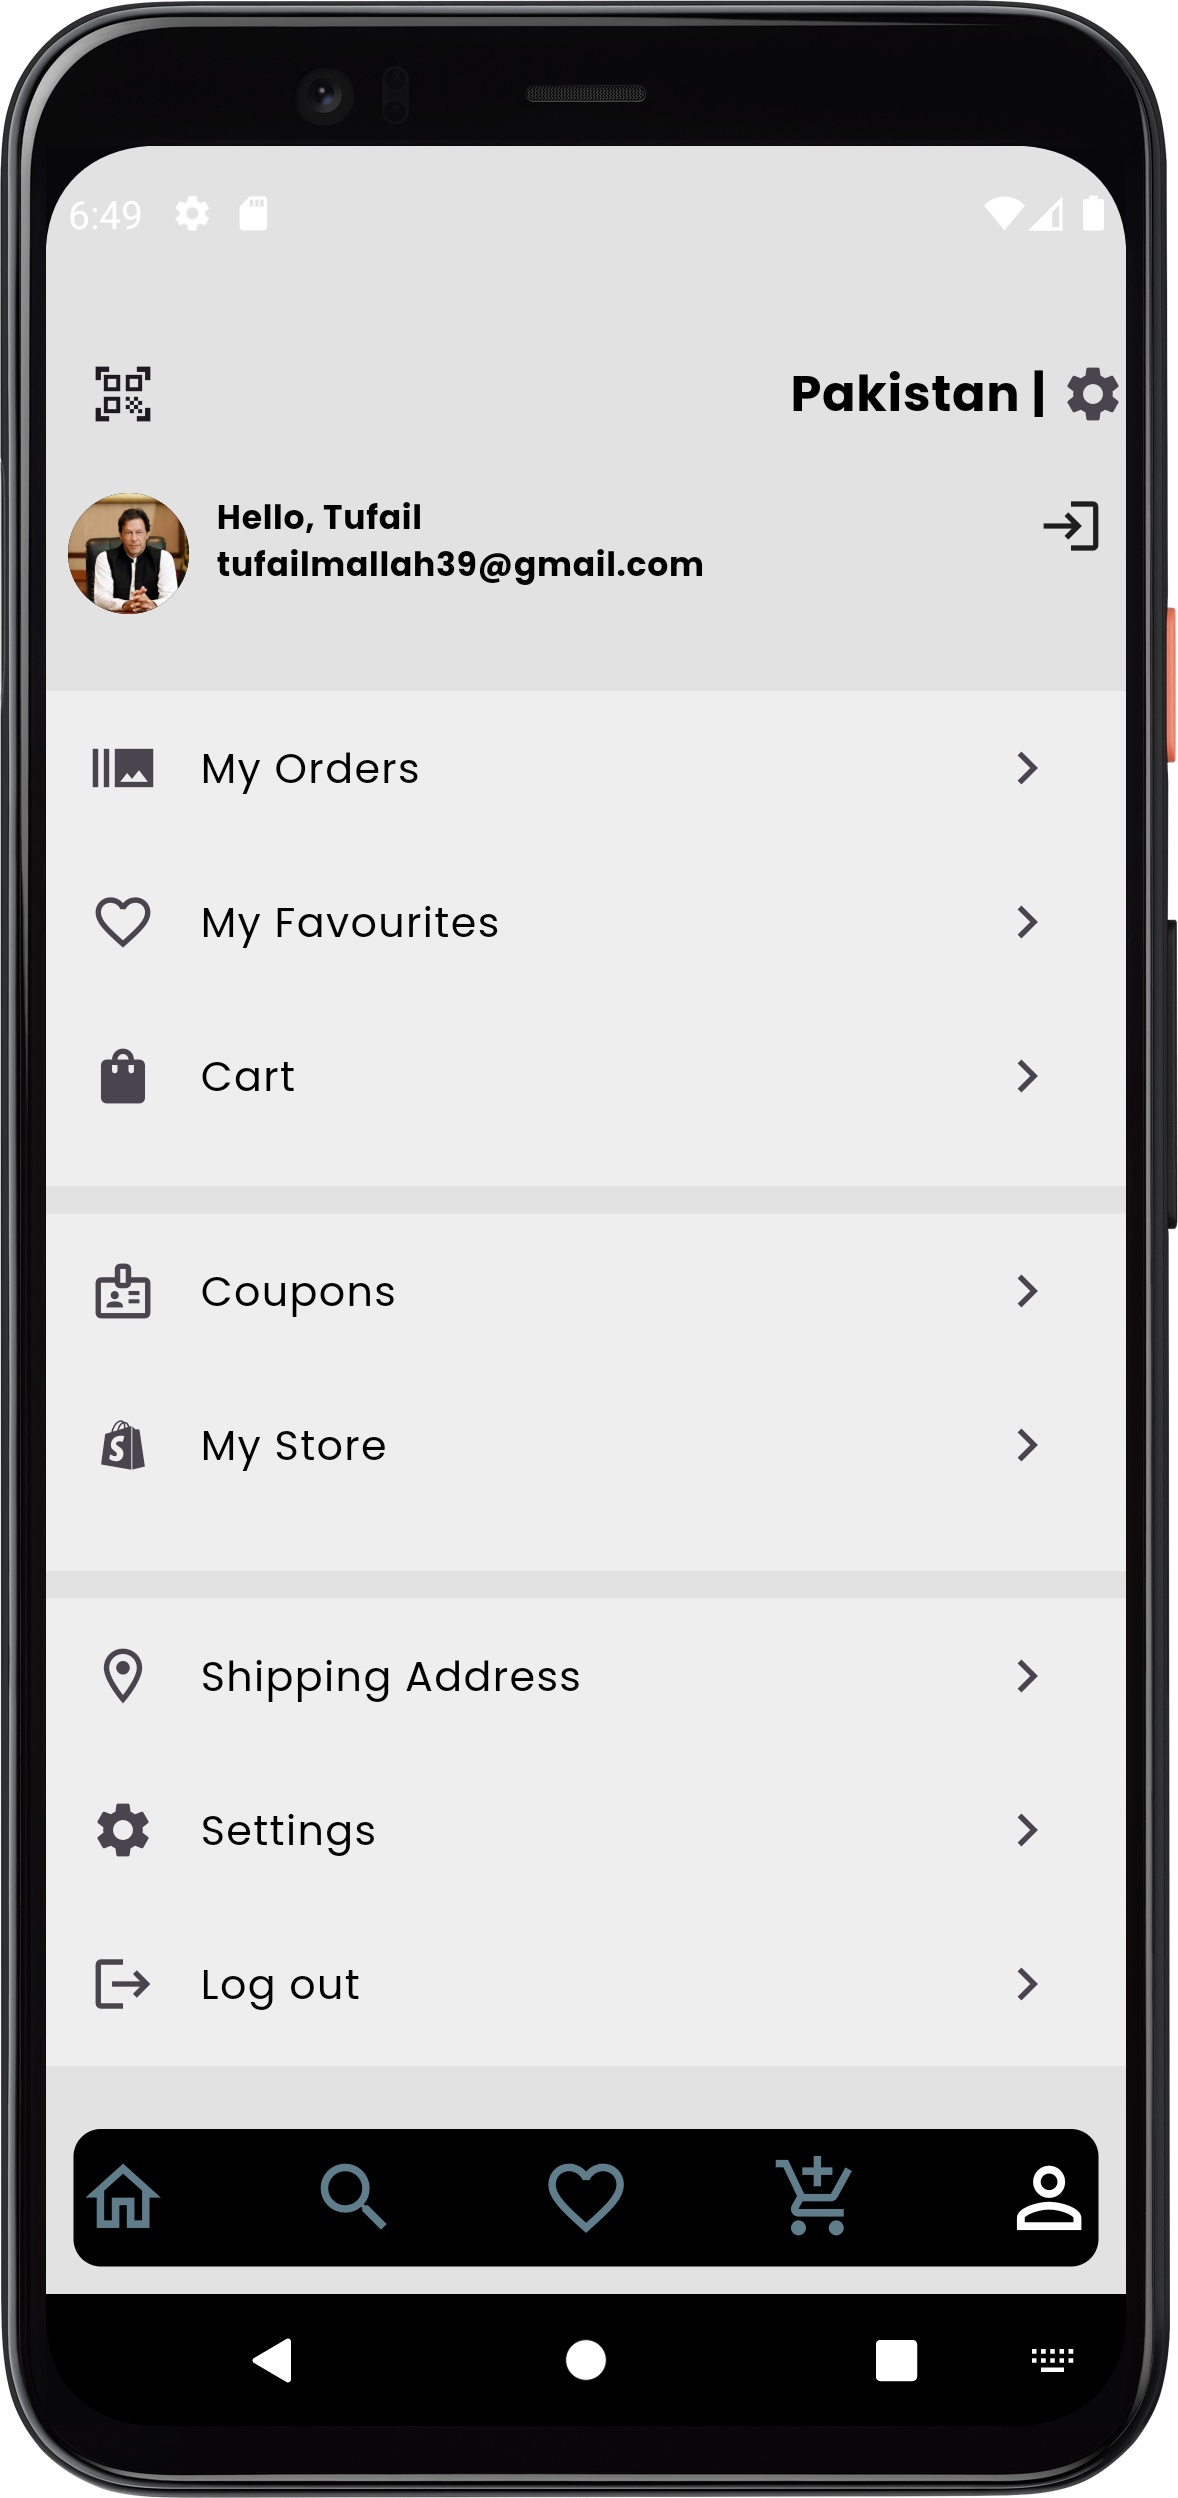 6:49
Pakistan |
Hello, Tufail
tufailmallah39@gmail.com
My Orders
My Favourites
Cart
Coupons
My Store
Shipping Address
Settings
Log out